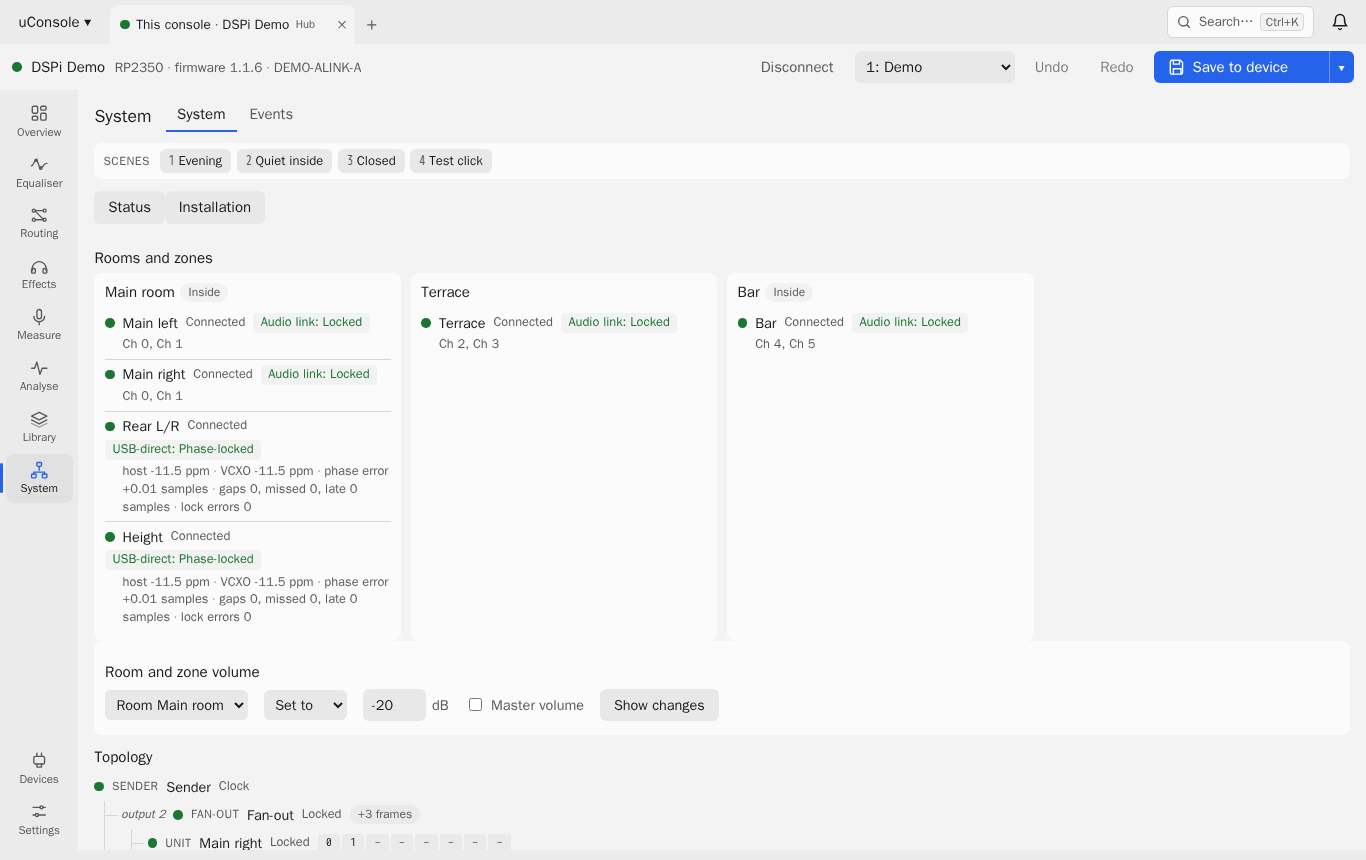 uConsole ▾
This console · DSPi Demo Hub × +
Search⋯ Ctrl+K
DSPi Demo RP2350 · firmware 1.1.6 · DEMO-ALINK-A
Disconnect 1: Demo Undo Redo Save to device ▾
Overview
Equaliser
Routing
Effects
Measure
Analyse
Library
System
Devices
Settings
System System Events
SCENES 1 Evening 2 Quiet inside 3 Closed 4 Test click
Status Installation
Rooms and zones
Main room Inside
Main left Connected Audio link: Locked
Ch 0, Ch 1
Main right Connected Audio link: Locked
Ch 0, Ch 1
Rear L/R Connected
USB-direct: Phase-locked
host -11.5 ppm · VCXO -11.5 ppm · phase error
+0.01 samples · gaps 0, missed 0, late 0
samples · lock errors 0
Height Connected
USB-direct: Phase-locked
host -11.5 ppm · VCXO -11.5 ppm · phase error
+0.01 samples · gaps 0, missed 0, late 0
samples · lock errors 0
Terrace
Terrace Connected Audio link: Locked
Ch 2, Ch 3
Bar Inside
Bar Connected Audio link: Locked
Ch 4, Ch 5
Room and zone volume
Room Main room Set to -20 dB Master volume Show changes
Topology
SENDER Sender Clock
output 2 FAN-OUT Fan-out Locked +3 frames
UNIT Main right Locked 0 1 – – – – – –